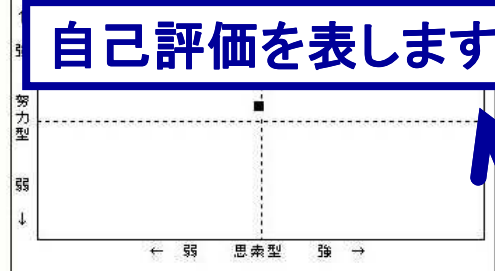 自己評価を表します
強
努力型
弱
↓
← 弱 思索型 強 →